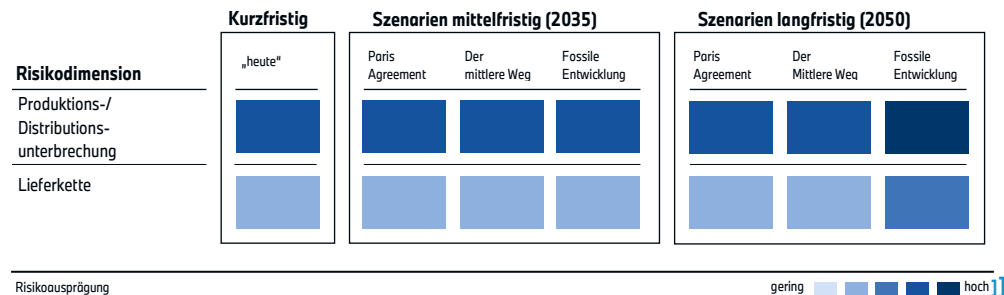 Kurzfristig
Szenarien mittelfristig (2035)
Szenarien langfristig (2050)
Risikodimension
„heute“
Paris
Agreement
Der
mittlere Weg
Fossile
Entwicklung
Paris
Agreement
Der
Mittlere Weg
Fossile
Entwicklung
Produktions-/
Distributions-
unterbrechung
Lieferkette
Risikoausprägung
gering
hoch